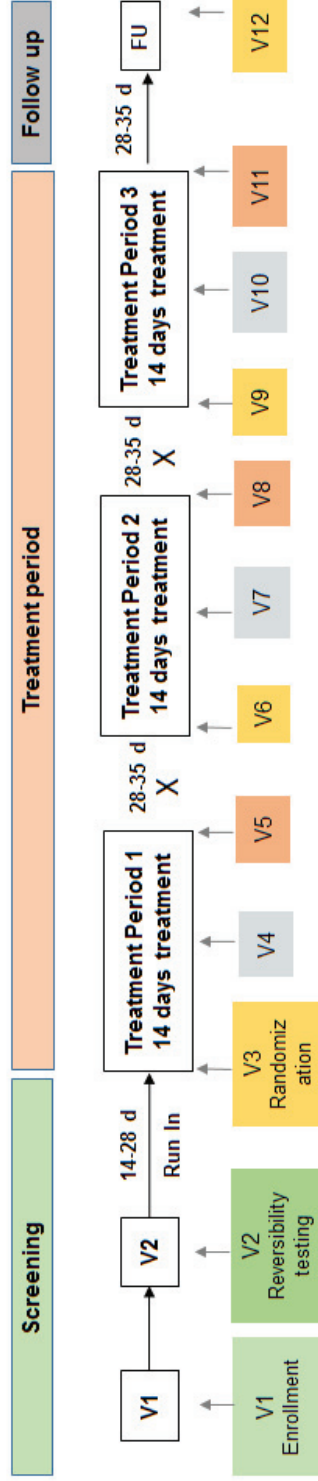 Screening
Treatment period
Follow up
V1
V2
14-28 d
Run In
Treatment Period 1
14 days treatment
28-35 d
X
Treatment Period 2
14 days treatment
28-35 d
X
Treatment Period 3
14 days treatment
28-35 d
FU
V1
Enrollment
V2
Reversibility
testing
V3
Randomiz
ation
V4
V5
V6
V7
V8
V9
V10
V11
V12